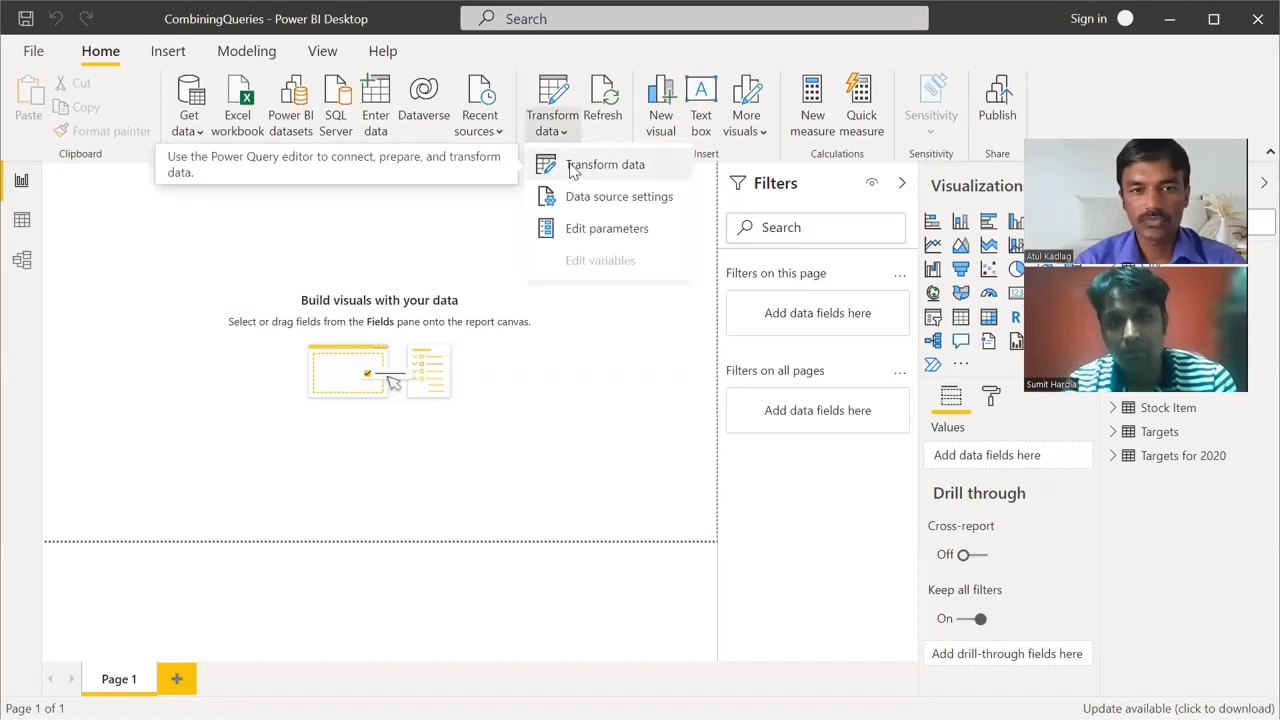 CombiningQueries - Power BI Desktop
Search
Sign in
File
Home
Insert
Modeling
View
Help
Paste
Cut
Copy
Format painter
Clipboard
Get data
Excel workbook
Power BI datasets
SQL Server
Enter data
Dataverse
Recent sources
Transform data
Refresh
New visual
Text box
More visuals
Insert
New measure
Quick measure
Calculations
Sensitivity
Sensitivity
Publish
Share
Use the Power Query editor to connect, prepare, and transform
data.
Transform data
Data source settings
Edit parameters
Edit variables
Build visuals with your data
Select or drag fields from the Fields pane onto the report canvas.
Filters
Search
Filters on this page
...
Add data fields here
Filters on all pages
...
Add data fields here
Visualizations
123
R
Values
Add data fields here
Drill through
Cross-report
Off
Keep all filters
On
Add drill-through fields here
Atul Kadlag
Sumit Hardia
Stock Item
Targets
Targets for 2020
Page 1
+
Page 1 of 1
Update available (click to download)